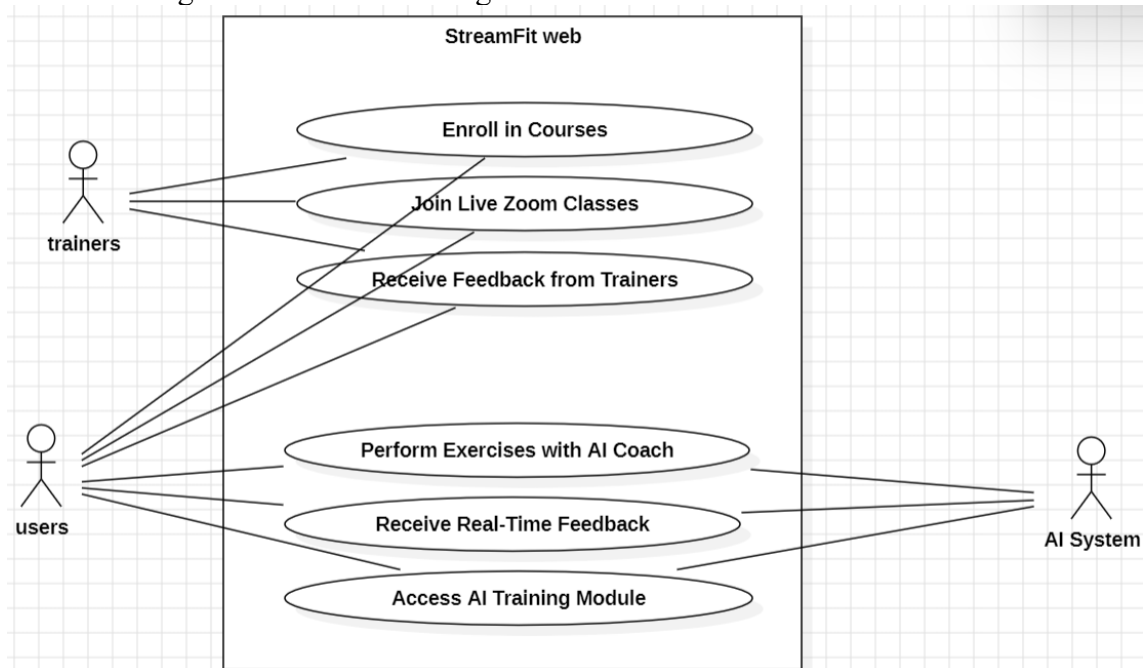 StreamFit web
Enroll in Courses
trainers
Join Live Zoom Classes
Receive Feedback from Trainers
users
Perform Exercises with AI Coach
Receive Real-Time Feedback
AI System
Access AI Training Module